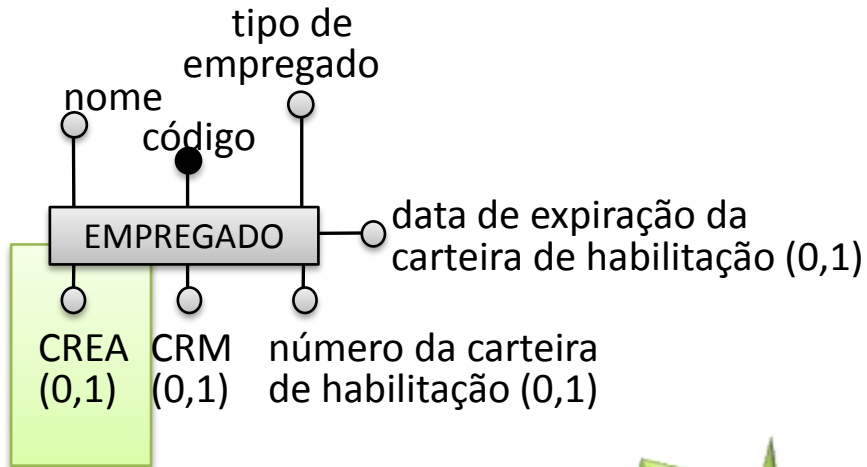 tipo de
empregado
nome
código
EMPREGADO
data de expiração da
carteira de habilitação (0,1)
CREA
(0,1)
CRM
(0,1)
número da carteira
de habilitação (0,1)